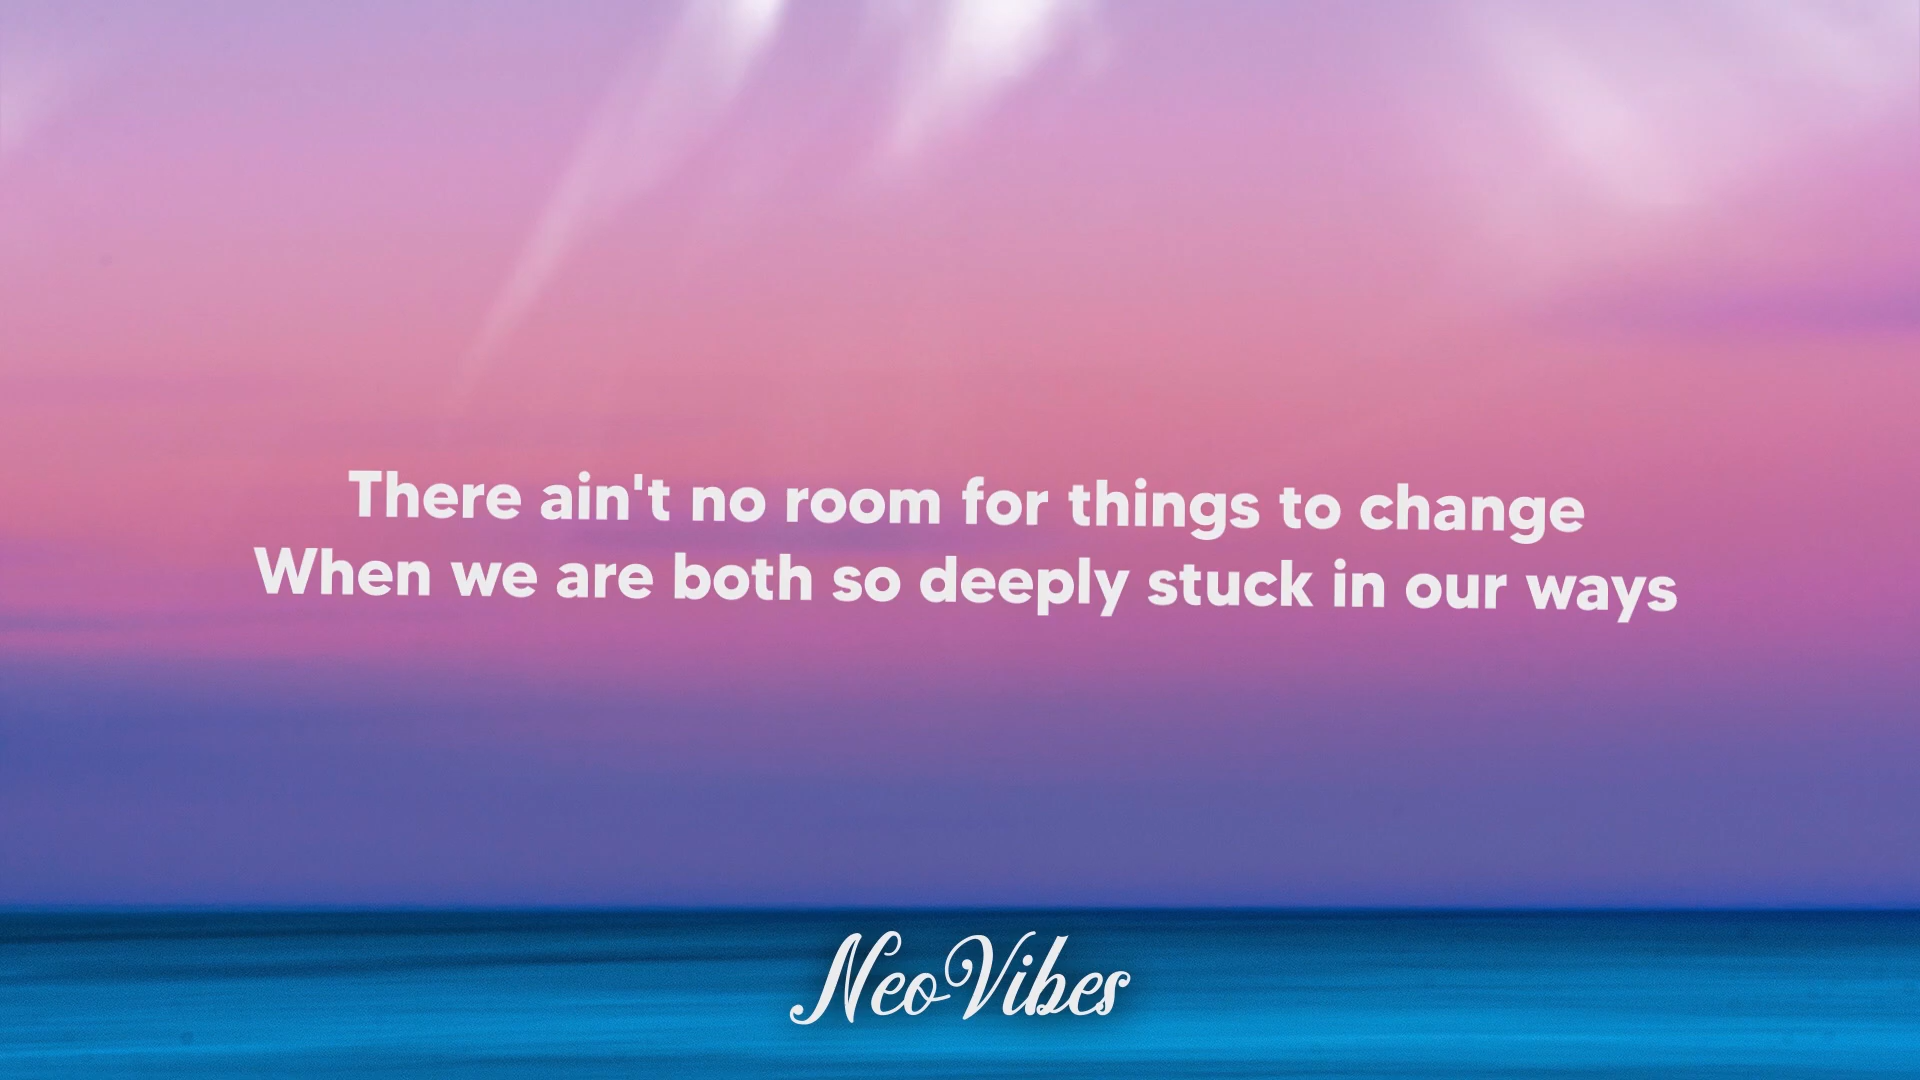 There ain't no room for things to change
When we are both so deeply stuck in our ways
NeoVibes